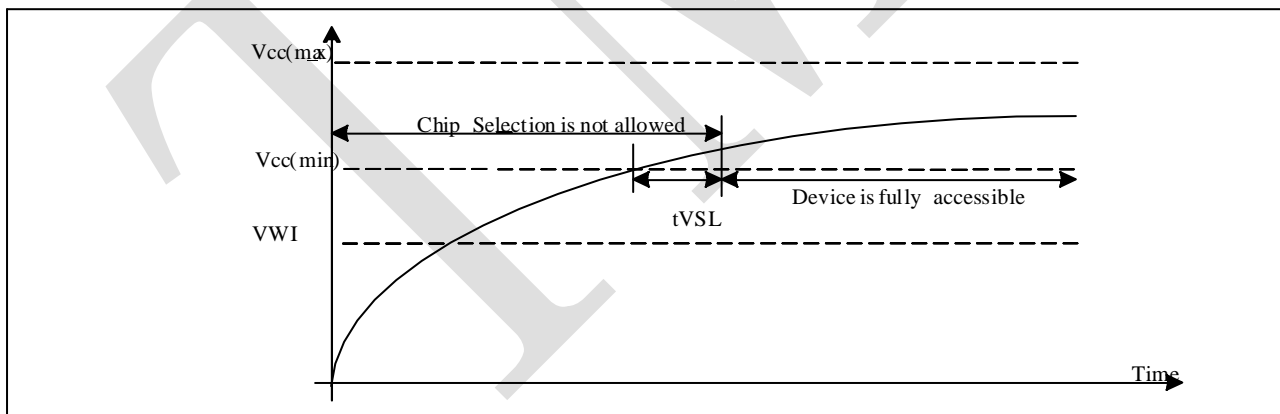 Vcc(max)
Chip Selection is not allowed
Vcc(min)
Device is fully accessible
tVSL
VWI
Time